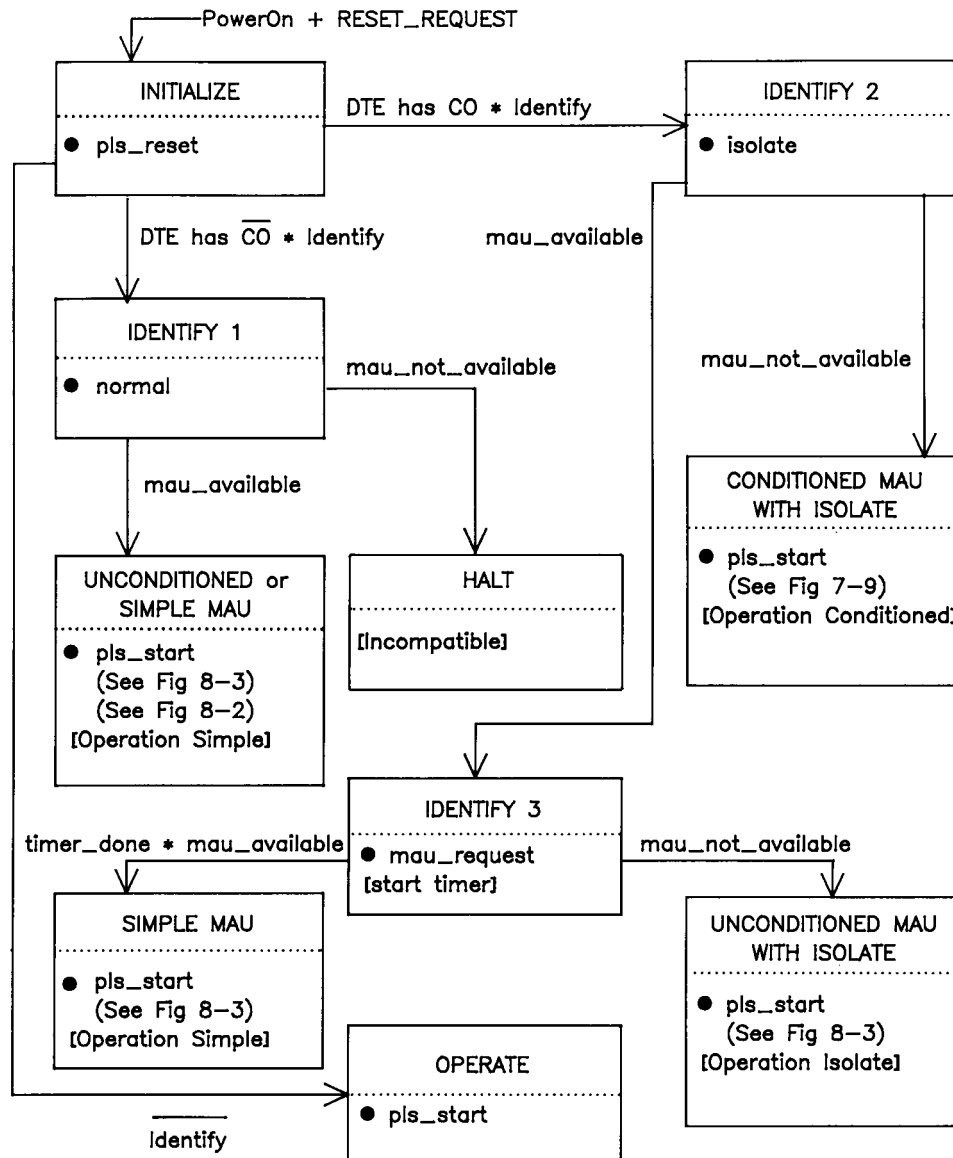 PowerOn + RESET_REQUEST
INITIALIZE
● pls_reset
DTE has CO * Identify
IDENTIFY 2
● isolate
DTE has C̅O̅ * Identify
mau_available
mau_not_available
IDENTIFY 1
● normal
mau_not_available
mau_available
CONDITIONED MAU
WITH ISOLATE
● pls_start
(See Fig 7-9)
[Operation Conditioned]
UNCONDITIONED or
SIMPLE MAU
● pls_start
(See Fig 8-3)
(See Fig 8-2)
[Operation Simple]
HALT
[Incompatible]
IDENTIFY 3
● mau_request
[start timer]
timer_done * mau_available
mau_not_available
SIMPLE MAU
● pls_start
(See Fig 8-3)
[Operation Simple]
UNCONDITIONED MAU
WITH ISOLATE
● pls_start
(See Fig 8-3)
[Operation Isolate]
OPERATE
● pls_start
I̅d̅e̅n̅t̅i̅f̅y̅